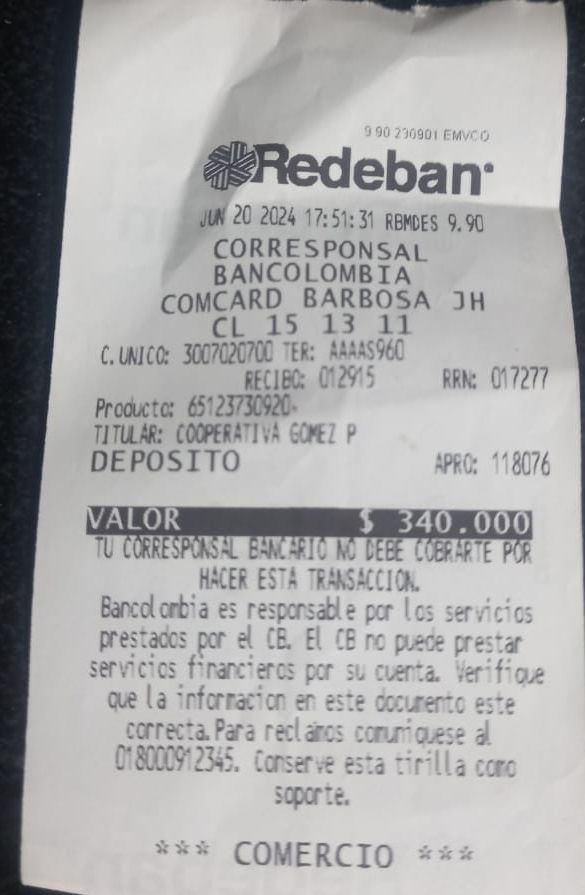 9 90 230901 EMVCO
Redeban
JUN 20 2024 17:51:31 RBMDES 9.90
CORRESPONSAL
BANCOLOMBIA
COMCARD BARBOSA JH
CL 15 13 11
C.UNICO: 3007020700 TER: AAAAS960
RECIBO: 012915 RRN: 017277
Producto: 65123730920
TITULAR: COOPERATIVA GOMEZ P
DEPOSITO APRO: 118076
VALOR $ 340.000
TU CORRESPONSAL BANCARIO NO DEBE COBRARTE POR
HACER ESTA TRANSACCION.
Bancolombia es responsable por los servicios
prestados por el CB. El CB no puede prestar
servicios financieros por su cuenta. Verifique
que la informacion en este documento este
correcta.Para reclamos comuniquese al
018000912345. Conserve esta tirilla como
soporte.
*** COMERCIO ***